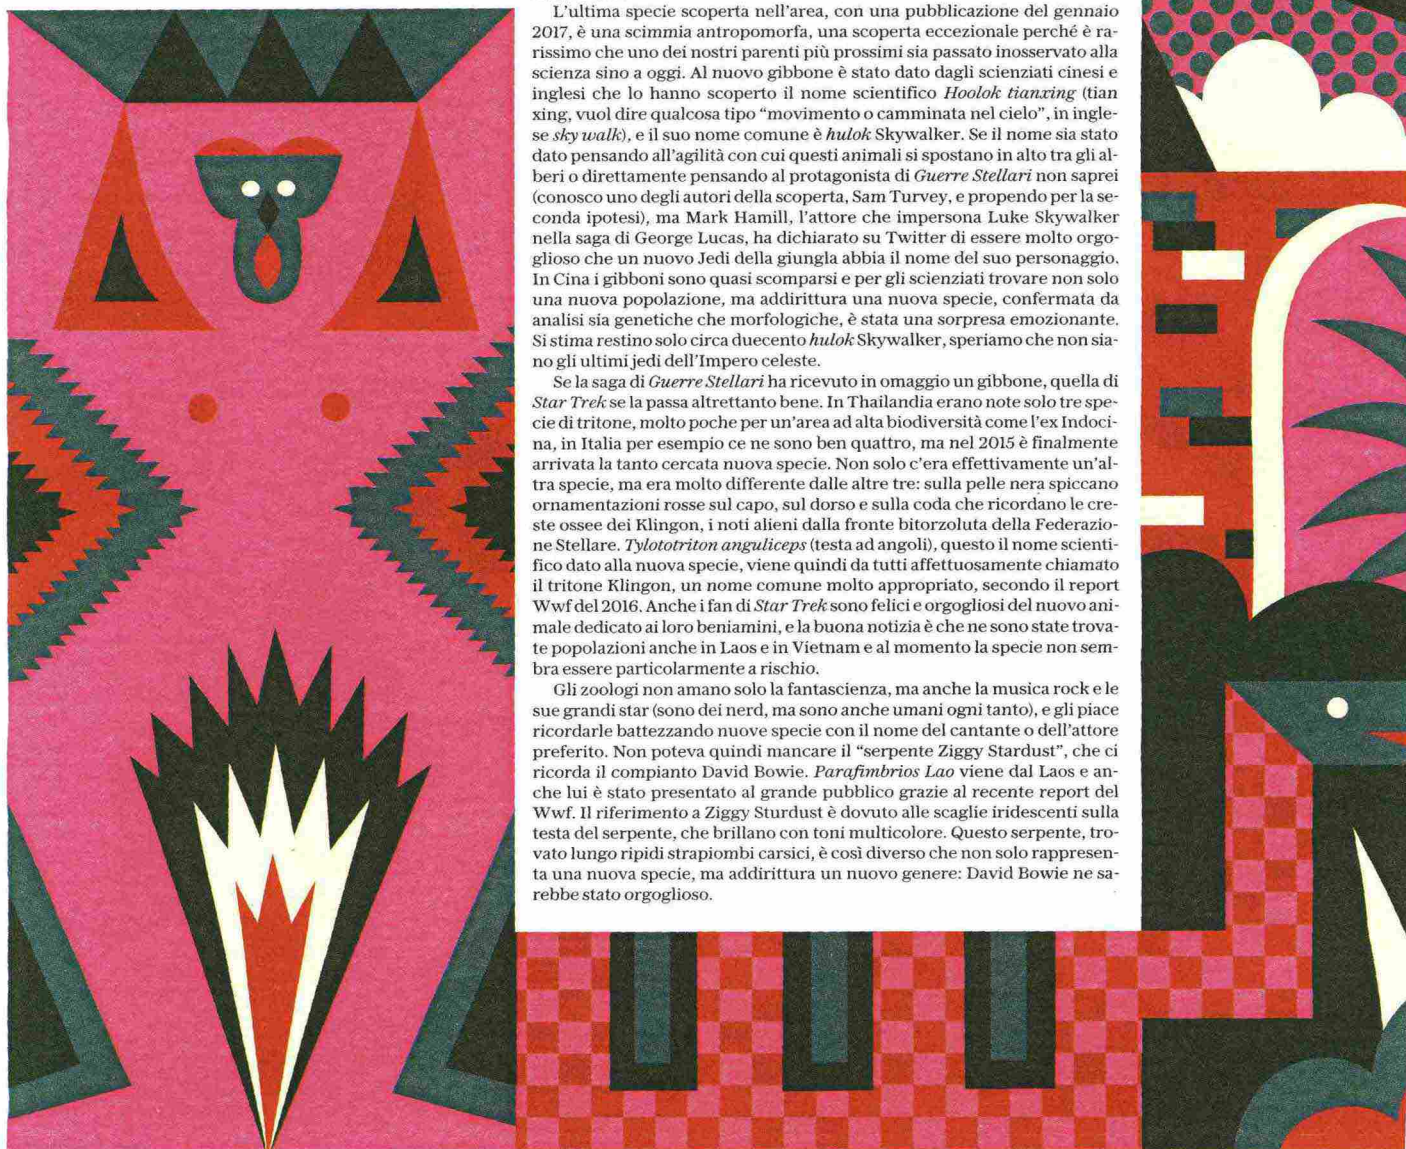 L'ultima specie scoperta nell'area, con una pubblicazione del gennaio
2017, è una scimmia antropomorfa, una scoperta eccezionale perché è ra-
rissimo che uno dei nostri parenti più prossimi sia passato inosservato alla
scienza sino a oggi. Al nuovo gibbone è stato dato dagli scienziati cinesi e
inglesi che lo hanno scoperto il nome scientifico Hoolok tianxing (tian
xing, vuol dire qualcosa tipo “movimento o camminata nel cielo”, in ingle-
se sky walk), e il suo nome comune è hulok Skywalker. Se il nome sia stato
dato pensando all'agilità con cui questi animali si spostano in alto tra gli al-
beri o direttamente pensando al protagonista di Guerre Stellari non saprei
(conosco uno degli autori della scoperta, Sam Turvey, e propendo per la se-
conda ipotesi), ma Mark Hamill, l'attore che impersona Luke Skywalker
nella saga di George Lucas, ha dichiarato su Twitter di essere molto orgo-
glioso che un nuovo Jedi della giungla abbia il nome del suo personaggio.
In Cina i gibboni sono quasi scomparsi e per gli scienziati trovare non solo
una nuova popolazione, ma addirittura una nuova specie, confermata da
analisi sia genetiche che morfologiche, è stata una sorpresa emozionante.
Si stima restino solo circa duecento hulok Skywalker, speriamo che non sia-
no gli ultimi jedi dell'Impero celeste.
Se la saga di Guerre Stellari ha ricevuto in omaggio un gibbone, quella di
Star Trek se la passa altrettanto bene. In Thailandia erano note solo tre spe-
cie di tritone, molto poche per un'area ad alta biodiversità come l'ex Indoci-
na, in Italia per esempio ce ne sono ben quattro, ma nel 2015 è finalmente
arrivata la tanto cercata nuova specie. Non solo c'era effettivamente un'al-
tra specie, ma era molto differente dalle altre tre: sulla pelle nera spiccano
ornamentazioni rosse sul capo, sul dorso e sulla coda che ricordano le cre-
ste ossee dei Klingon, i noti alieni dalla fronte bitorzoluta della Federazio-
ne Stellare. Tylototriton anguliceps (testa ad angoli), questo il nome scienti-
fico dato alla nuova specie, viene quindi da tutti affettuosamente chiamato
il tritone Klingon, un nome comune molto appropriato, secondo il report
Wwf del 2016. Anche i fan di Star Trek sono felici e orgogliosi del nuovo ani-
male dedicato ai loro beniamini, e la buona notizia è che ne sono state trova-
te popolazioni anche in Laos e in Vietnam e al momento la specie non sem-
bra essere particolarmente a rischio.
Gli zoologi non amano solo la fantascienza, ma anche la musica rock e le
sue grandi star (sono dei nerd, ma sono anche umani ogni tanto), e gli piace
ricordarle battezzando nuove specie con il nome del cantante o dell'attore
preferito. Non poteva quindi mancare il “serpente Ziggy Stardust”, che ci
ricorda il compianto David Bowie. Parafimbrios Lao viene dal Laos e an-
che lui è stato presentato al grande pubblico grazie al recente report del
Wwf. Il riferimento a Ziggy Sturdust è dovuto alle scaglie iridescenti sulla
testa del serpente, che brillano con toni multicolore. Questo serpente, tro-
vato lungo ripidi strapiombi carsici, è così diverso che non solo rappresen-
ta una nuova specie, ma addirittura un nuovo genere: David Bowie ne sa-
rebbe stato orgoglioso.